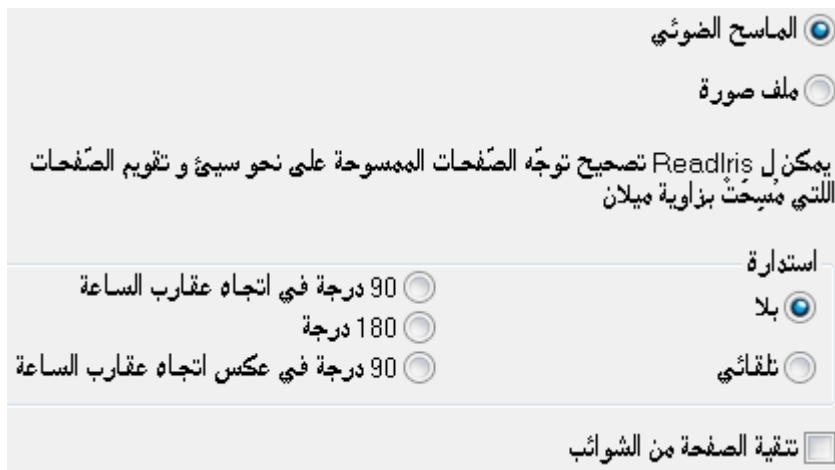 الماسح الضوئي
ملف صورة
يمكن ل ReadIris تصحيح توجّه الصّفحات الممسوحة على نحو سيئ و تقويم الصّفحات
اللتي مُسِحَتْ بزاوية ميلان
استدارة
بلا
90 درجة في اتجاه عقارب الساعة
180 درجة
تلقائي
90 درجة في عكس اتجاه عقارب الساعة
تنقية الصفحة من الشوائب